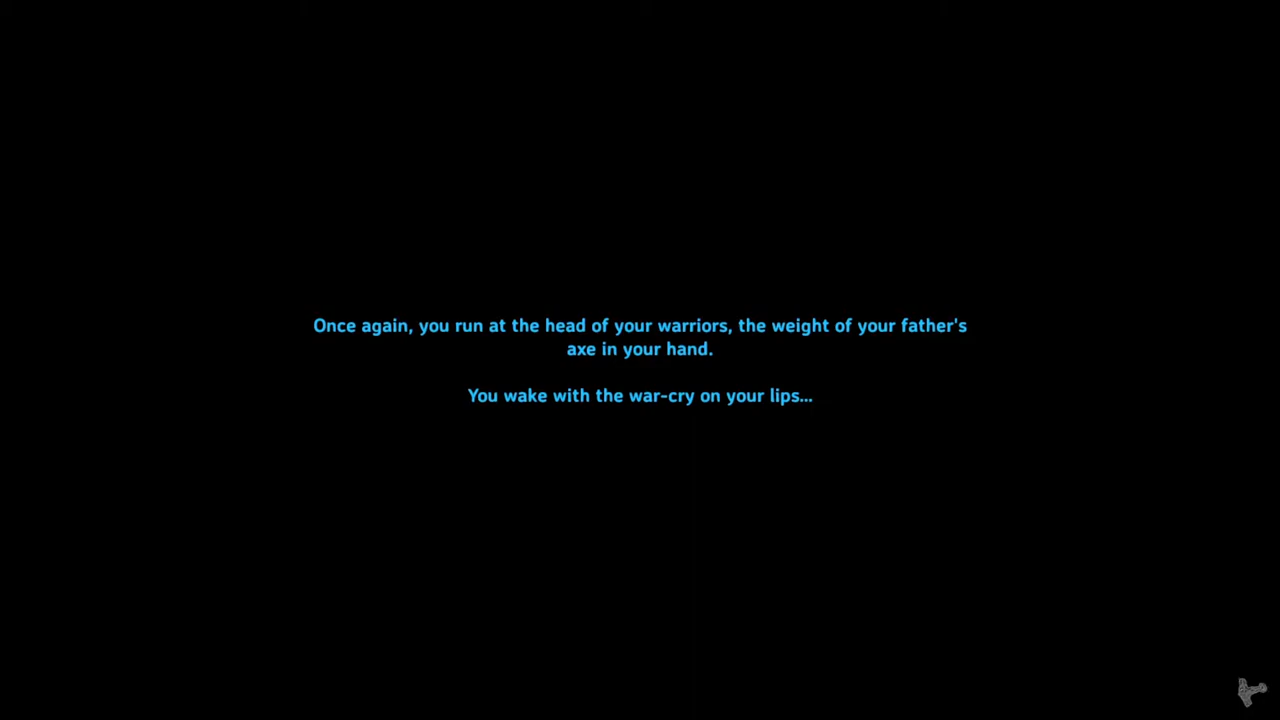 Once again, you run at the head of your warriors, the weight of your father's
axe in your hand.
You wake with the war-cry on your lips...